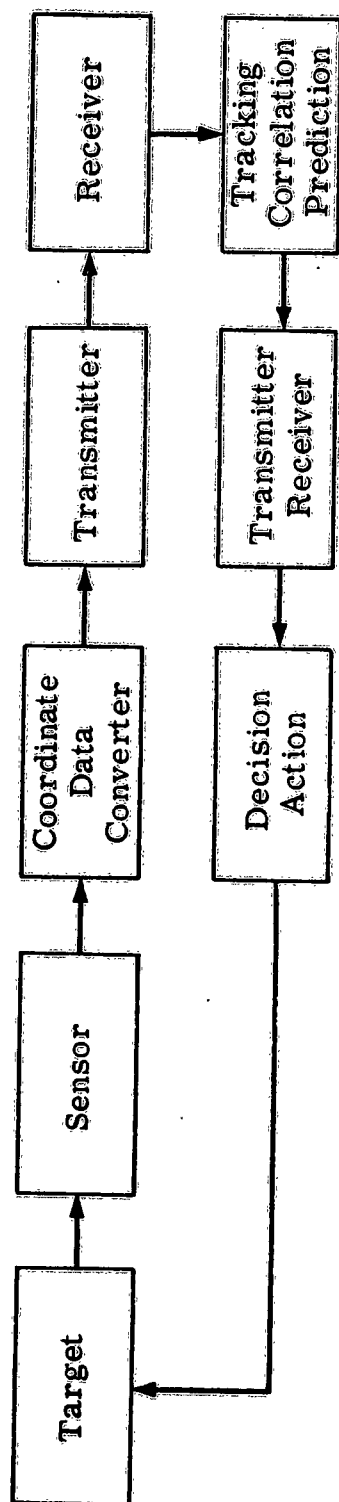 Target
Sensor
Coordinate
Data
Converter
Transmitter
Receiver
Tracking
Correlation
Prediction
Transmitter
Receiver
Decision
Action